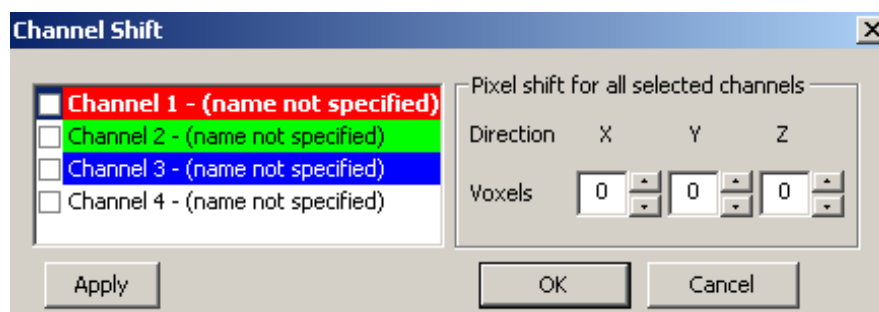 Channel Shift
Channel 1 - (name not specified)
Channel 2 - (name not specified)
Channel 3 - (name not specified)
Channel 4 - (name not specified)
Pixel shift for all selected channels
Direction X Y Z
Voxels 0 0 0
Apply OK Cancel